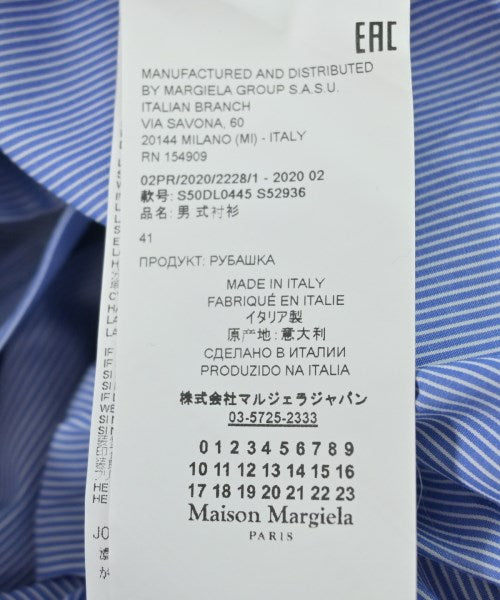 EAC
MANUFACTURED AND DISTRIBUTED
BY MARGIELA GROUP S.A.S.U.
ITALIAN BRANCH
VIA SAVONA, 60
20144 MILANO (MI) - ITALY
RN 154909
02PR/2020/2228/1 - 2020 02
款号: S50DL0445 S52936
品名: 男式衬衫
41
ПРОДУКТ: РУБАШКА
MADE IN ITALY
FABRIQUÉ EN ITALIE
イタリア製
原产地: 意大利
СДЕЛАНО В ИТАЛИИ
PRODUZIDO NA ITALIA
株式会社マルジェラジャパン
03-5725-2333
0 1 2 3 4 5 6 7 8 9
10 11 12 13 14 15 16
17 18 19 20 21 22 23
Maison Margiela
PARIS